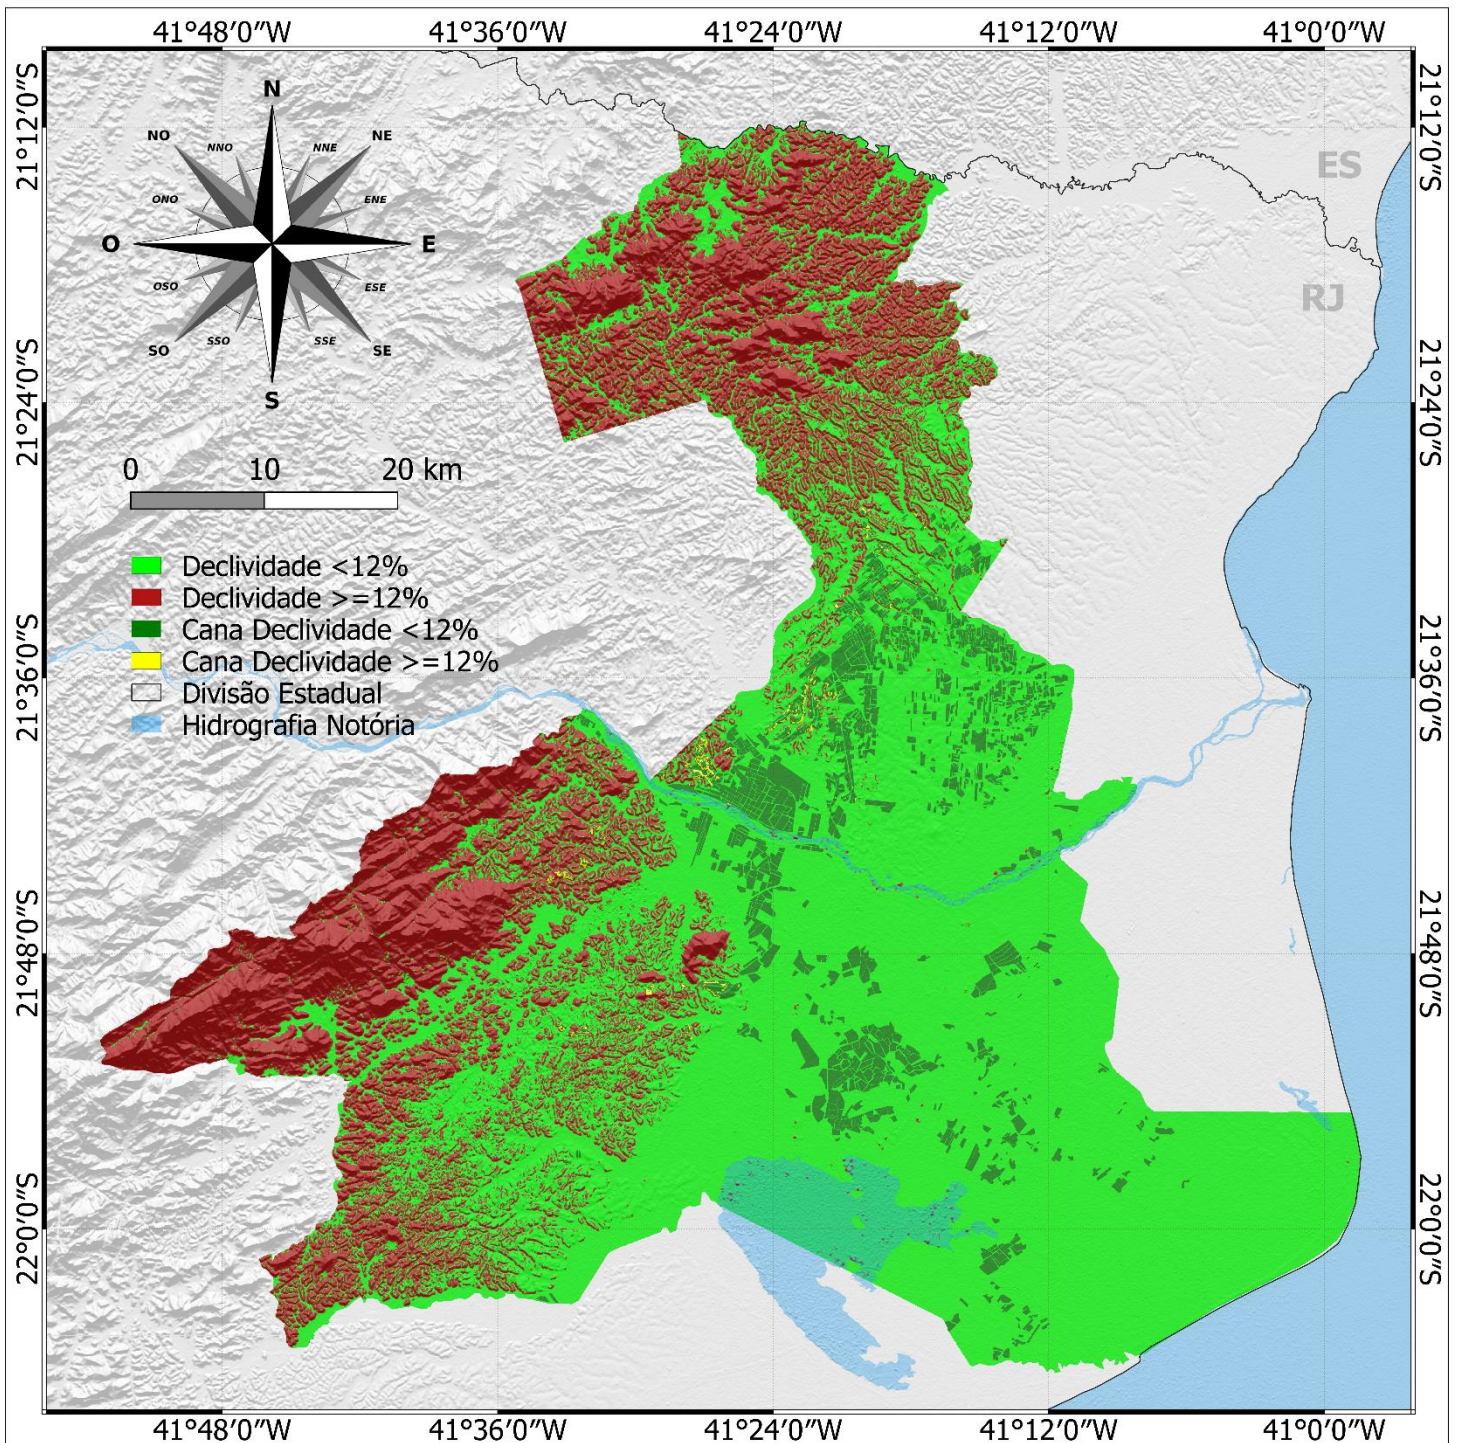 41°48′0″W 41°36′0″W 41°24′0″W 41°12′0″W 41°0′0″W
21°12′0″S
21°24′0″S
21°36′0″S
21°48′0″S
22°0′0″S
N
NO NE
NNO NNE
ONO ENE
O E
OSO ESE
SSO SSE
SO SE
S
ES
RJ
0 10 20 km
Declividade <12%
Declividade >=12%
Cana Declividade <12%
Cana Declividade >=12%
Divisão Estadual
Hidrografia Notória
21°12′0″S
21°24′0″S
21°36′0″S
21°48′0″S
22°0′0″S
41°48′0″W 41°36′0″W 41°24′0″W 41°12′0″W 41°0′0″W